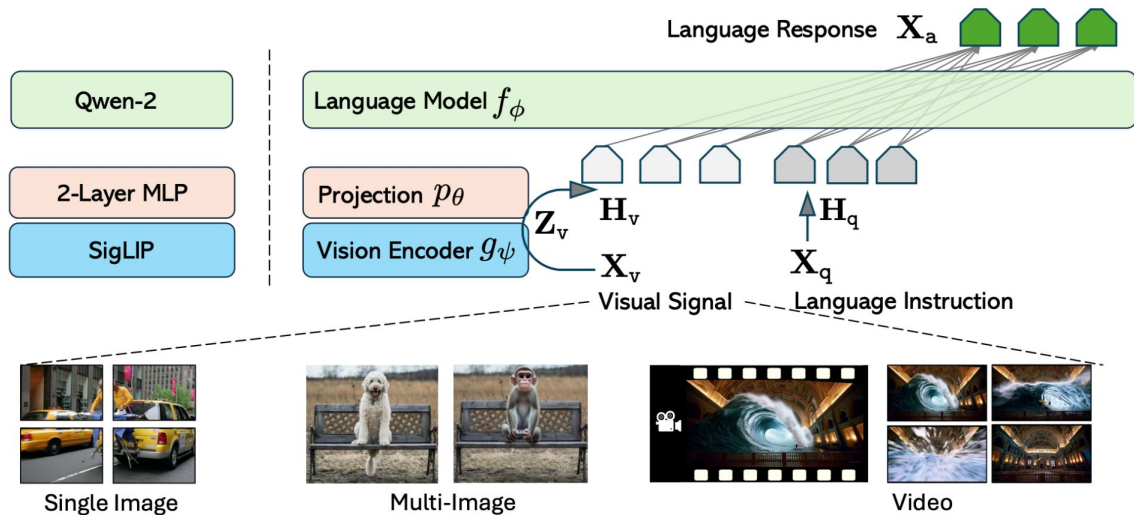 Language Response X_a
Qwen-2
Language Model f_ϕ
2-Layer MLP
Projection p_θ
Z_v
H_v
H_q
SigLIP
Vision Encoder g_ψ
X_v
X_q
Visual Signal
Language Instruction
Single Image
Multi-Image
Video